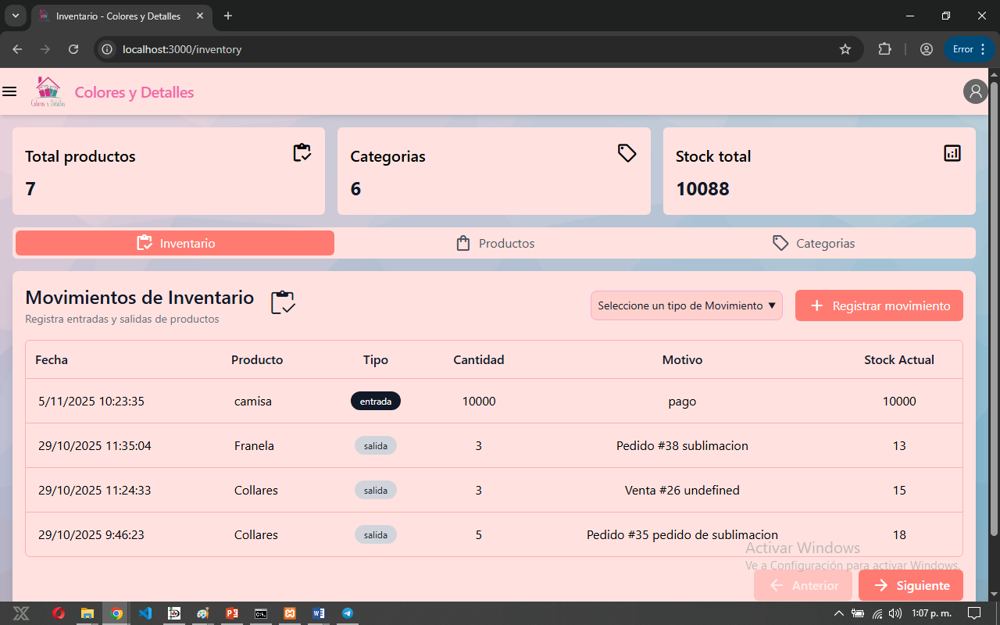 Inventario - Colores y Detalles
localhost:3000/inventory
Error
Colores y Detalles
Colores y Detalles
Total productos
7
Categorias
6
Stock total
10088
Inventario
Productos
Categorias
Movimientos de Inventario
Registra entradas y salidas de productos
Seleccione un tipo de Movimiento
Registrar movimiento
Fecha Producto Tipo Cantidad Motivo Stock Actual
5/11/2025 10:23:35 camisa entrada 10000 pago 10000
29/10/2025 11:35:04 Franela salida 3 Pedido #38 sublimacion 13
29/10/2025 11:24:33 Collares salida 3 Venta #26 undefined 15
29/10/2025 9:46:23 Collares salida 5 Pedido #35 pedido de sublimacion 18
Activar Windows
Ve a Configuración para activar Windows.
Anterior
Siguiente
1:07 p. m.